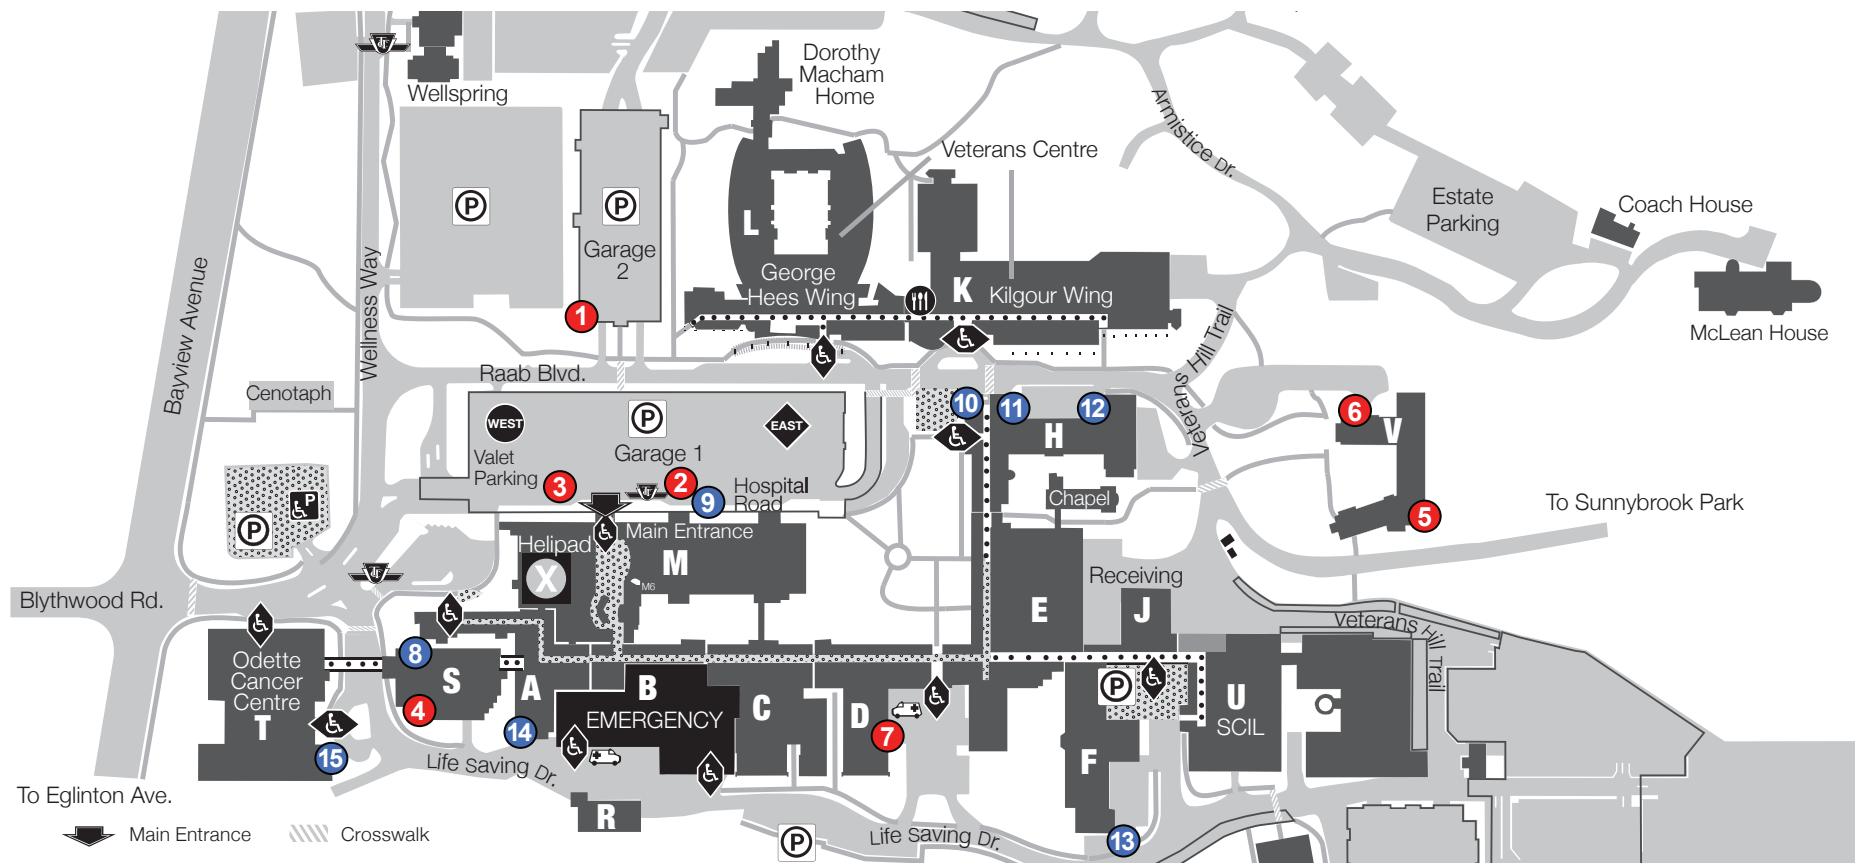 Wellspring
Dorothy
Macham
Home
Veterans Centre
Armistice Dr.
Estate
Parking
Coach House
McLean House
P
P
Garage
2
L
George
Hees Wing
K
Kilgour Wing
1
Bayview Avenue
Wellness Way
Veterans Hill Trail
Raab Blvd.
Cenotaph
WEST
P
EAST
Garage 1
Valet
Parking
3
2
9
Hospital
Road
10
11
12
H
6
V
5
Chapel
To Sunnybrook Park
P
P
Main Entrance
Helipad
X
M
M6
Receiving
E
J
Blythwood Rd.
Veterans Hill Trail
Odette
Cancer
Centre
T
8
S
4
A
B
EMERGENCY
C
D
7
P
U
SCIL
F
14
15
Life Saving Dr.
R
P
Life Saving Dr.
13
To Eglinton Ave.
Main Entrance
Crosswalk